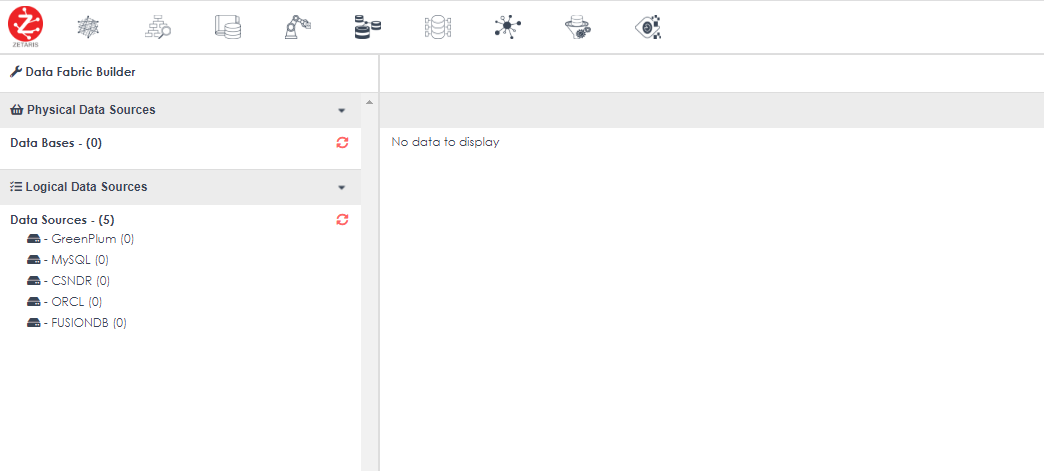 Z
ZETARIS
Data Fabric Builder
Physical Data Sources
Data Bases - (0)
No data to display
Logical Data Sources
Data Sources - (5)
- GreenPlum (0)
- MySQL (0)
- CSNDR (0)
- ORCL (0)
- FUSIONDB (0)